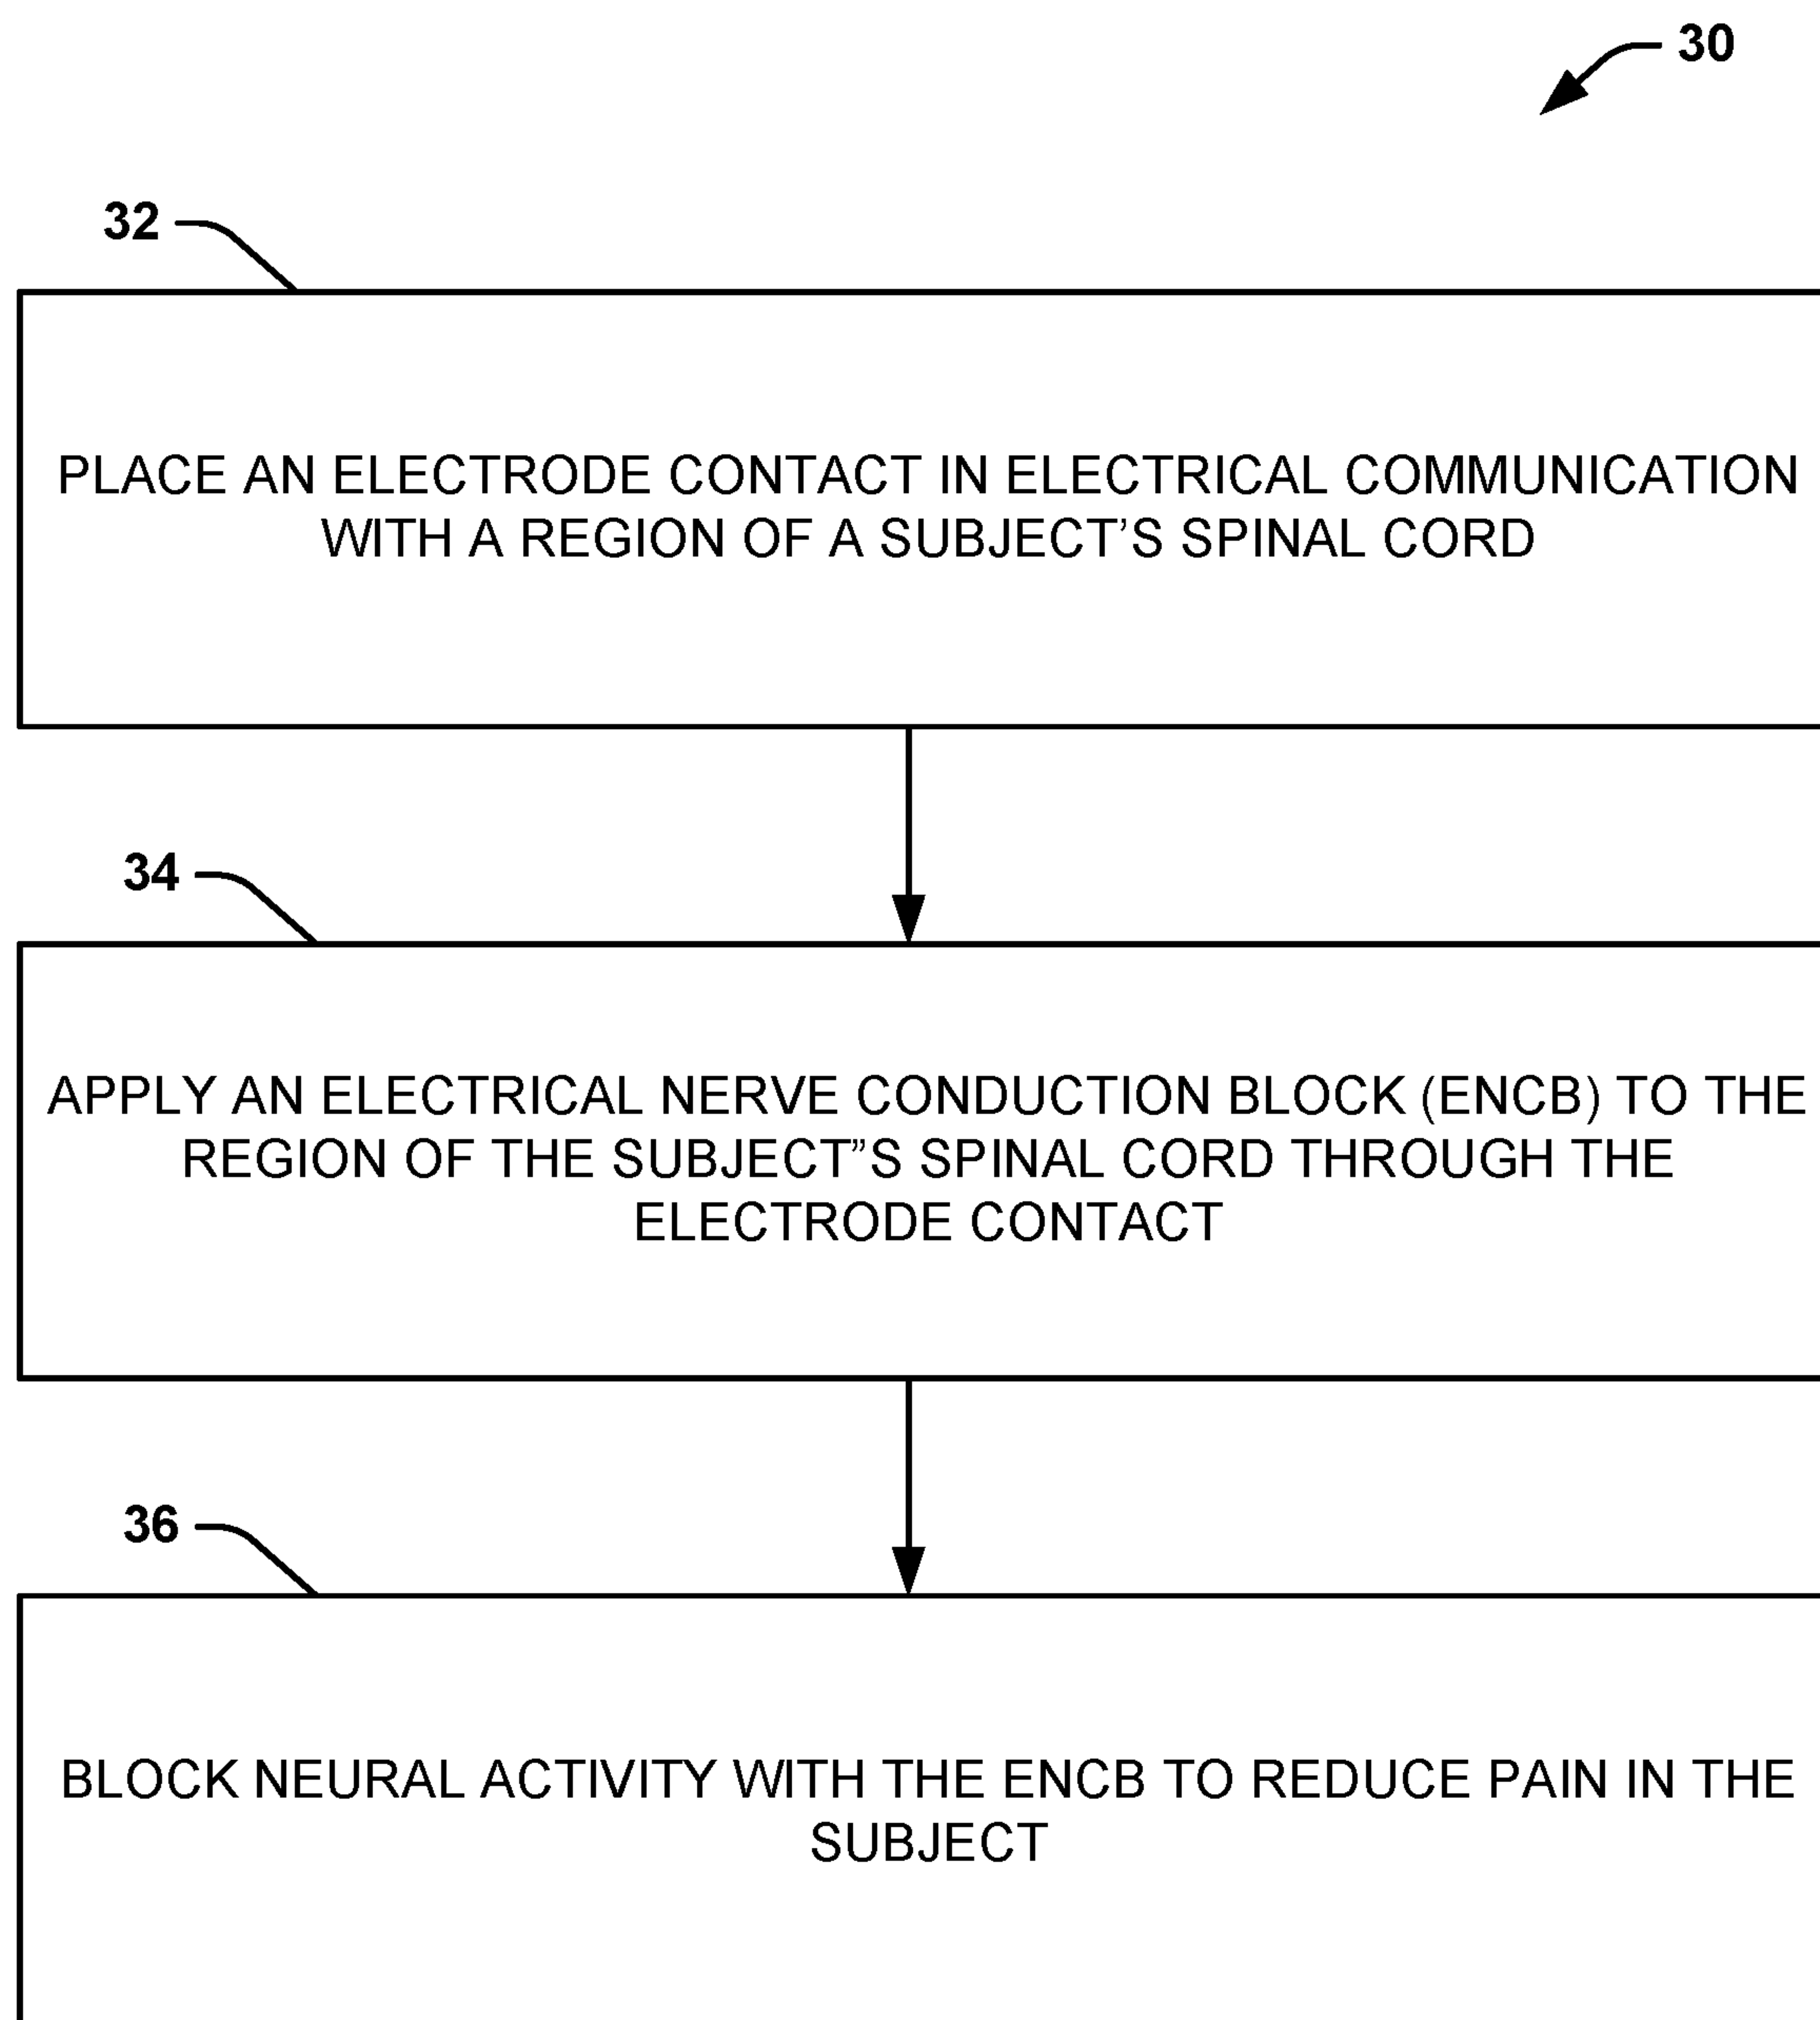 30
32
PLACE AN ELECTRODE CONTACT IN ELECTRICAL COMMUNICATION
WITH A REGION OF A SUBJECT'S SPINAL CORD
34
APPLY AN ELECTRICAL NERVE CONDUCTION BLOCK (ENCB) TO THE
REGION OF THE SUBJECT”S SPINAL CORD THROUGH THE
ELECTRODE CONTACT
36
BLOCK NEURAL ACTIVITY WITH THE ENCB TO REDUCE PAIN IN THE
SUBJECT